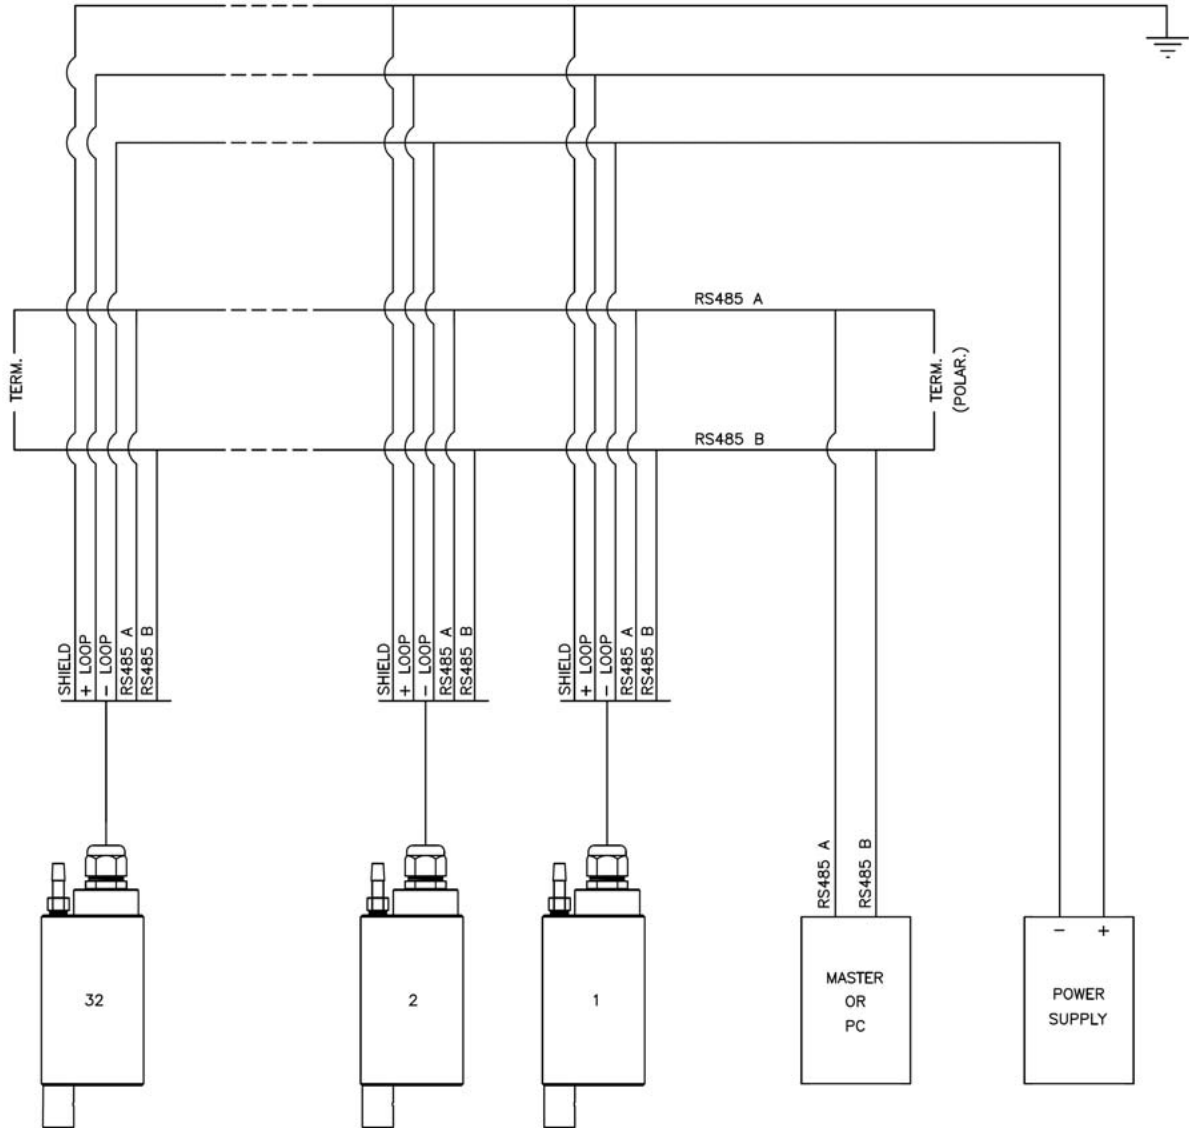 RS485 A
TERM.
TERM.
(POLAR.)
RS485 B
SHIELD
+ LOOP
- LOOP
RS485 A
RS485 B
SHIELD
+ LOOP
- LOOP
RS485 A
RS485 B
SHIELD
+ LOOP
- LOOP
RS485 A
RS485 B
RS485 A
RS485 B
- +
32
2
1
MASTER
OR
PC
POWER
SUPPLY